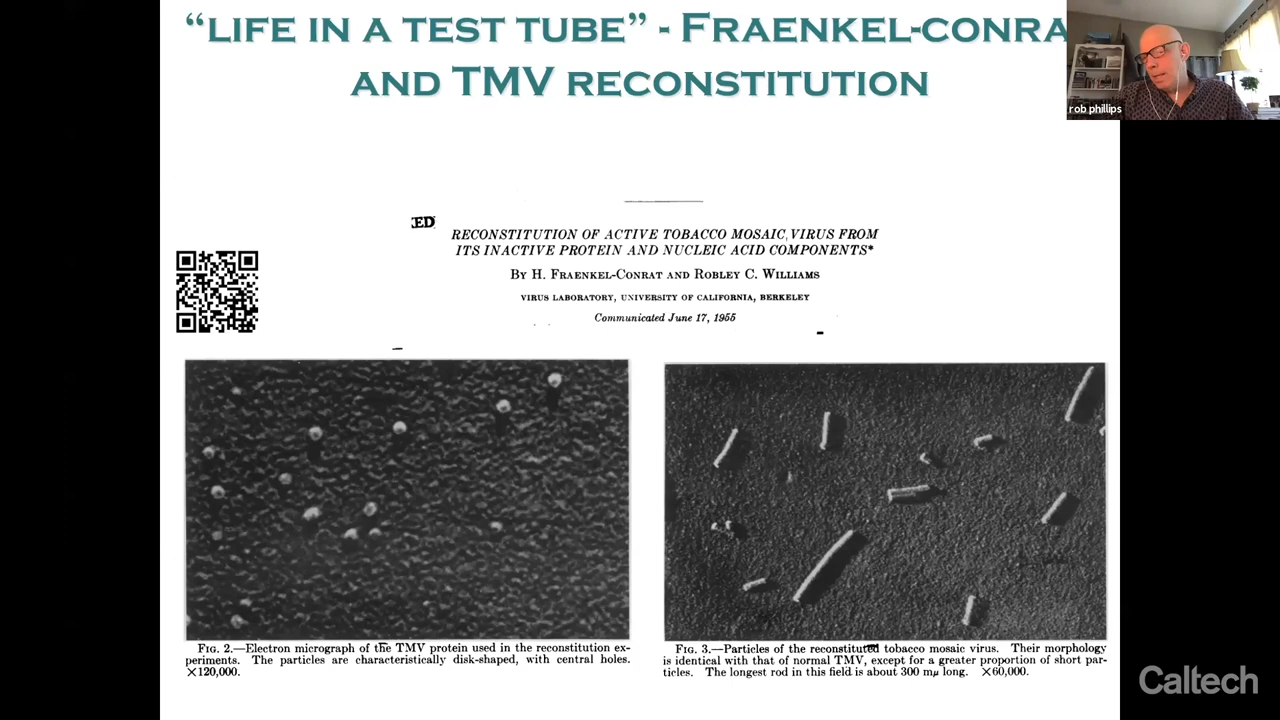 “LIFE IN A TEST TUBE” - FRAENKEL-CONRA
AND TMV RECONSTITUTION
rob phillips
ED
RECONSTITUTION OF ACTIVE TOBACCO MOSAIC VIRUS FROM
ITS INACTIVE PROTEIN AND NUCLEIC ACID COMPONENTS*
BY H. FRAENKEL-CONRAT AND ROBLEY C. WILLIAMS
VIRUS LABORATORY, UNIVERSITY OF CALIFORNIA, BERKELEY
Communicated June 17, 1955
FIG. 2.—Electron micrograph of the TMV protein used in the reconstitution ex-
periments. The particles are characteristically disk-shaped, with central holes.
×120,000.
FIG. 3.—Particles of the reconstituted tobacco mosaic virus. Their morphology
is identical with that of normal TMV, except for a greater proportion of short par-
ticles. The longest rod in this field is about 300 mμ long. ×60,000.
Caltech